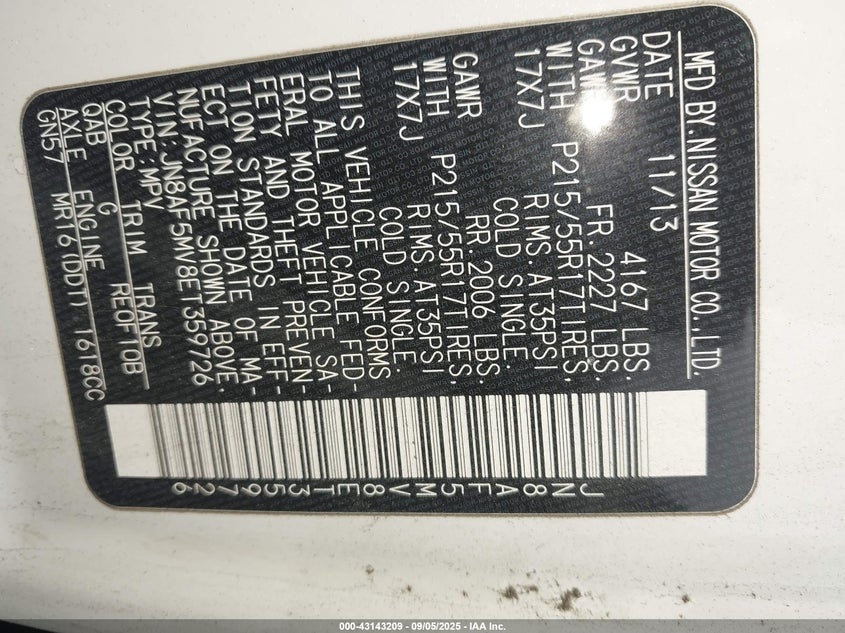 MFD BY.NISSAN MOTOR CO.,LTD.
DATE 11/13
GVWR 4167 LBS.
GAWR FR. 2227 LBS.
WITH P215/55R17TIRES,
17X7J RIMS. AT35PSI
COLD SINGLE.
GAWR RR. 2006 LBS.
WITH P215/55R17TIRES,
17X7J RIMS. AT35PSI
COLD SINGLE.
THIS VEHICLE CONFORMS
TO ALL APPLICABLE FED-
ERAL MOTOR VEHICLE SA-
FETY AND THEFT PREVEN-
TION STANDARDS IN EFF-
ECT ON THE DATE OF MA-
NUFACTURE SHOWN ABOVE.
VIN:JN8AF5MV8ET359726
TYPE:MPV
COLOR TRIM TRANS
QAB G RE0F10B
AXLE ENGINE
GN57 MR16(DDT) 1618CC
JN8AF5MV8ET359726
000-43143209 - 09/05/2025 - IAA Inc.